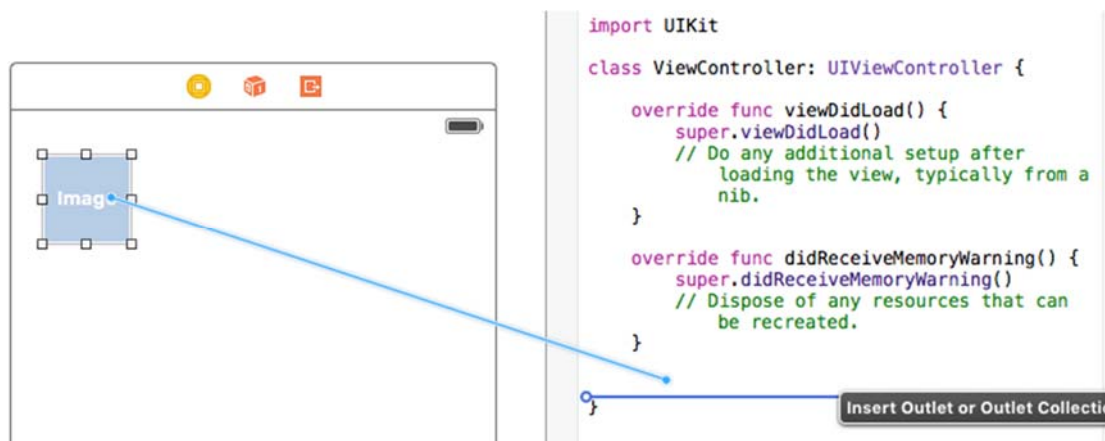 Image
import UIKit
class ViewController: UIViewController {
override func viewDidLoad() {
super.viewDidLoad()
// Do any additional setup after
loading the view, typically from a
nib.
}
override func didReceiveMemoryWarning() {
super.didReceiveMemoryWarning()
// Dispose of any resources that can
be recreated.
}
}
Insert Outlet or Outlet Collecti